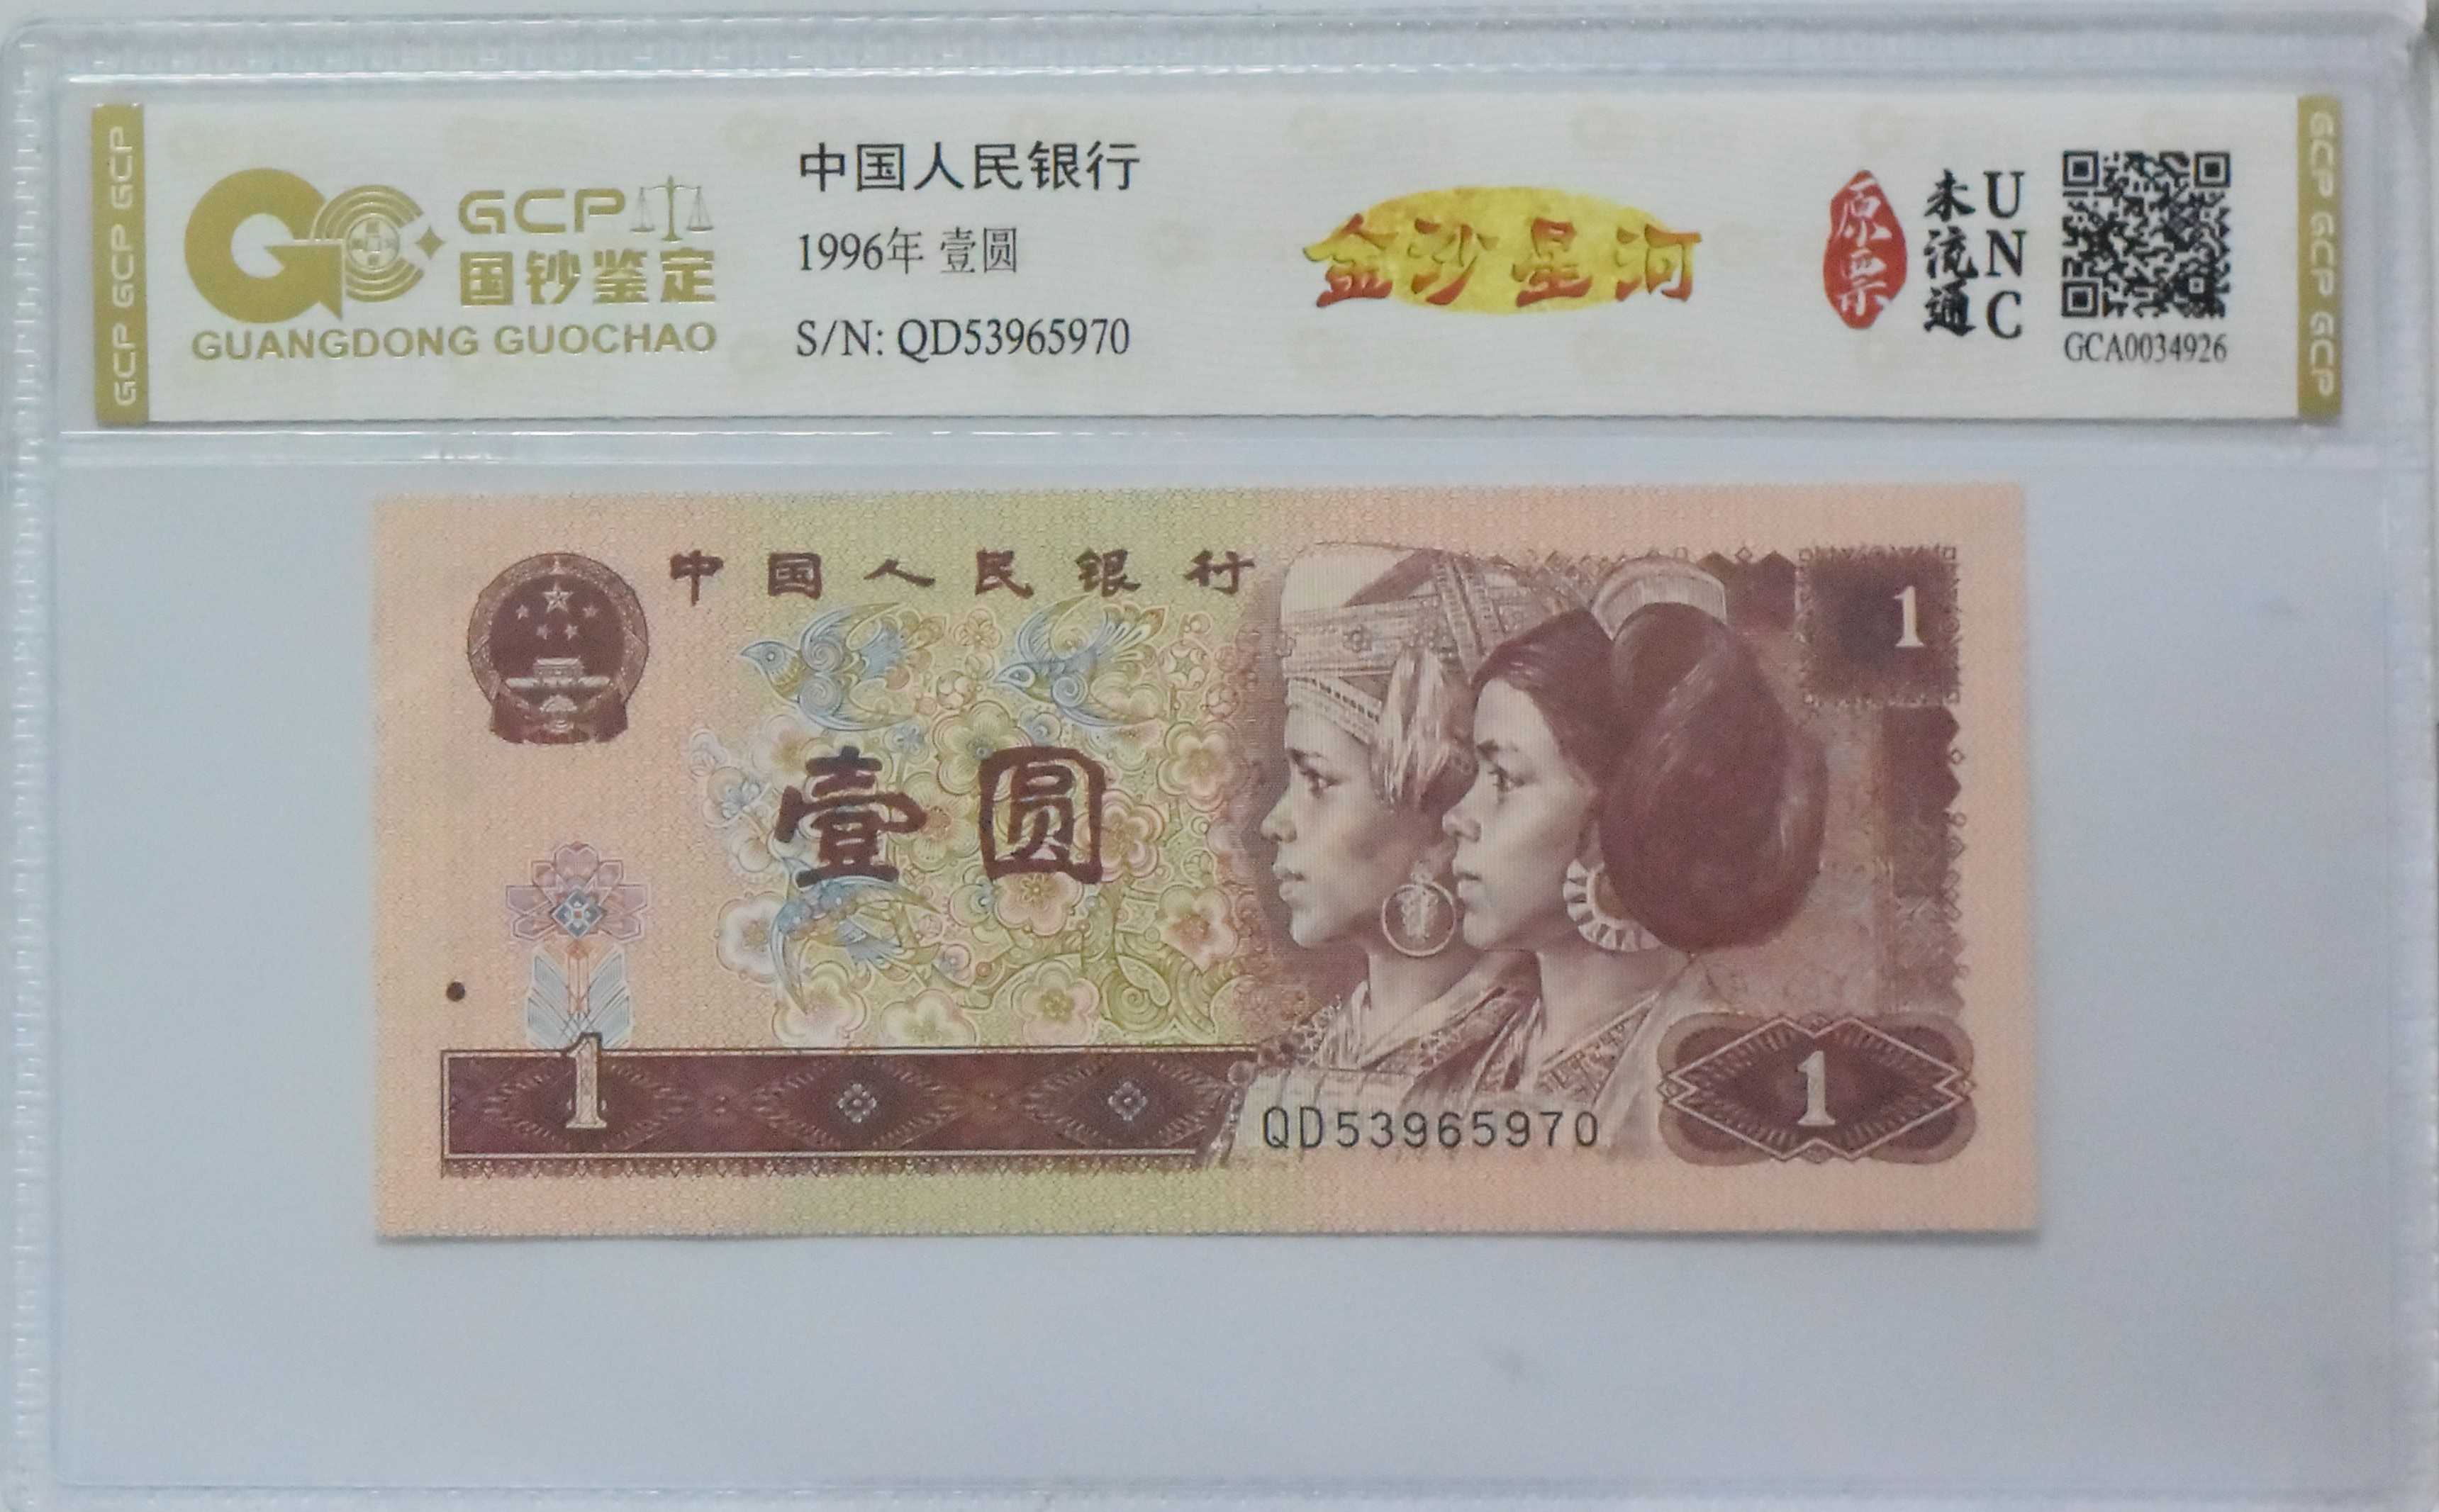 GCP GCP GCP
GCP
国钞鉴定
GUANGDONG GUOCHAO
中国人民银行
1996年 壹圆
S/N: QD53965970
金沙星河
原票
未流通
UNC
GCA0034926
GCP GCP GCP
中国人民银行
1
壹圆
1
QD53965970
1